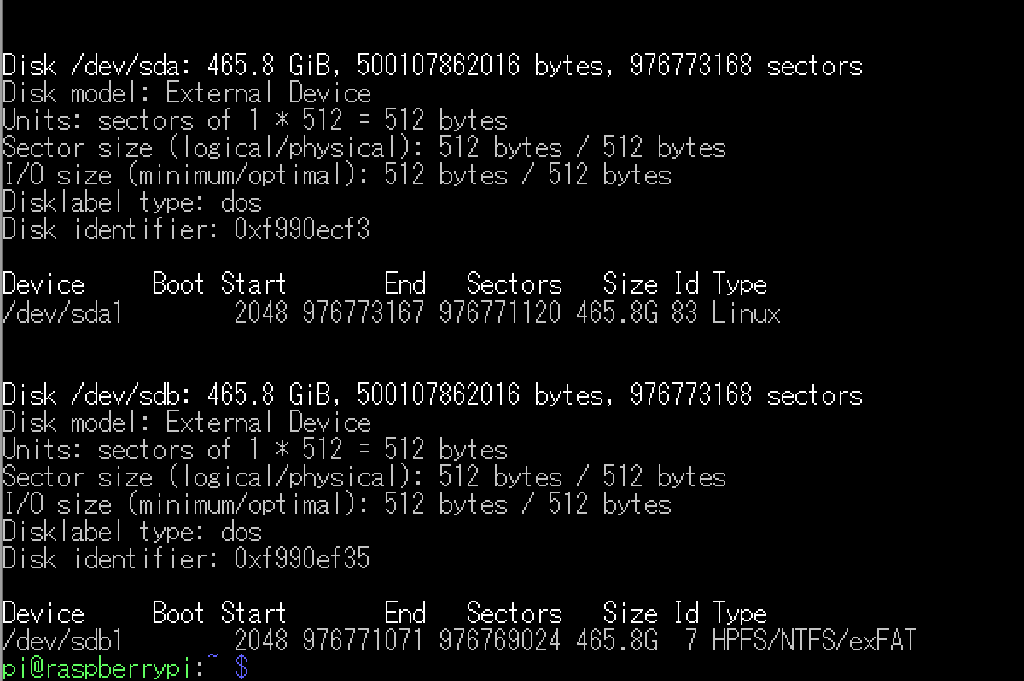 Disk /dev/sda: 465.8 GiB, 500107862016 bytes, 976773168 sectors
Disk model: External Device
Units: sectors of 1 * 512 = 512 bytes
Sector size (logical/physical): 512 bytes / 512 bytes
I/O size (minimum/optimal): 512 bytes / 512 bytes
Disklabel type: dos
Disk identifier: 0xf990ecf3
Device     Boot Start       End   Sectors   Size Id Type
/dev/sda1        2048 976773167 976771120 465.8G 83 Linux
Disk /dev/sdb: 465.8 GiB, 500107862016 bytes, 976773168 sectors
Disk model: External Device
Units: sectors of 1 * 512 = 512 bytes
Sector size (logical/physical): 512 bytes / 512 bytes
I/O size (minimum/optimal): 512 bytes / 512 bytes
Disklabel type: dos
Disk identifier: 0xf990ef35
Device     Boot Start       End   Sectors   Size Id Type
/dev/sdb1        2048 976771071 976769024 465.8G  7 HPFS/NTFS/exFAT
pi@raspberrypi:~ $